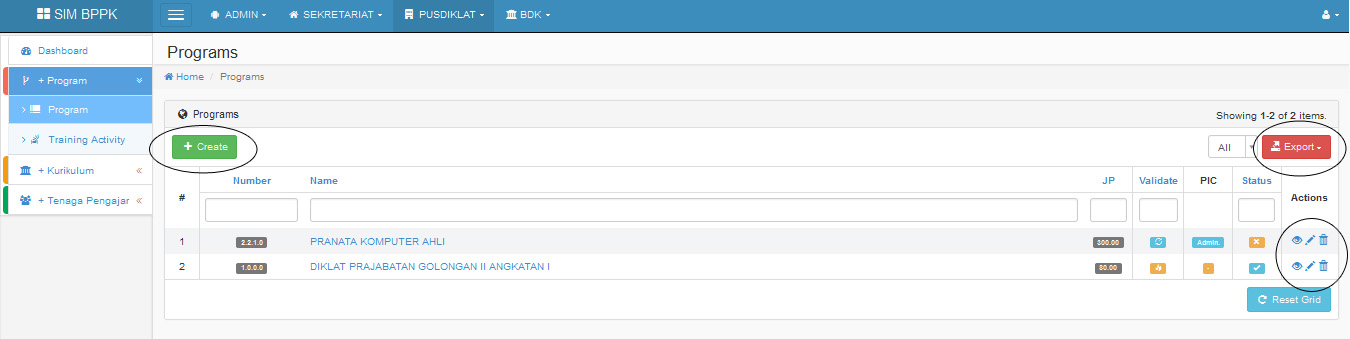 SIM BPPK ADMIN SEKRETARIAT PUSDIKLAT BDK
Dashboard
+ Program
Program
Training Activity
+ Kurikulum
+ Tenaga Pengajar
Programs
Home / Programs
Programs Showing 1-2 of 2 items.
+ Create All Export
# Number Name JP Validate PIC Status Actions
1 2.2.1.0 PRANATA KOMPUTER AHLI 300.00 Admin
2 1.0.0.0 DIKLAT PRAJABATAN GOLONGAN II ANGKATAN I 80.00 -
Reset Grid